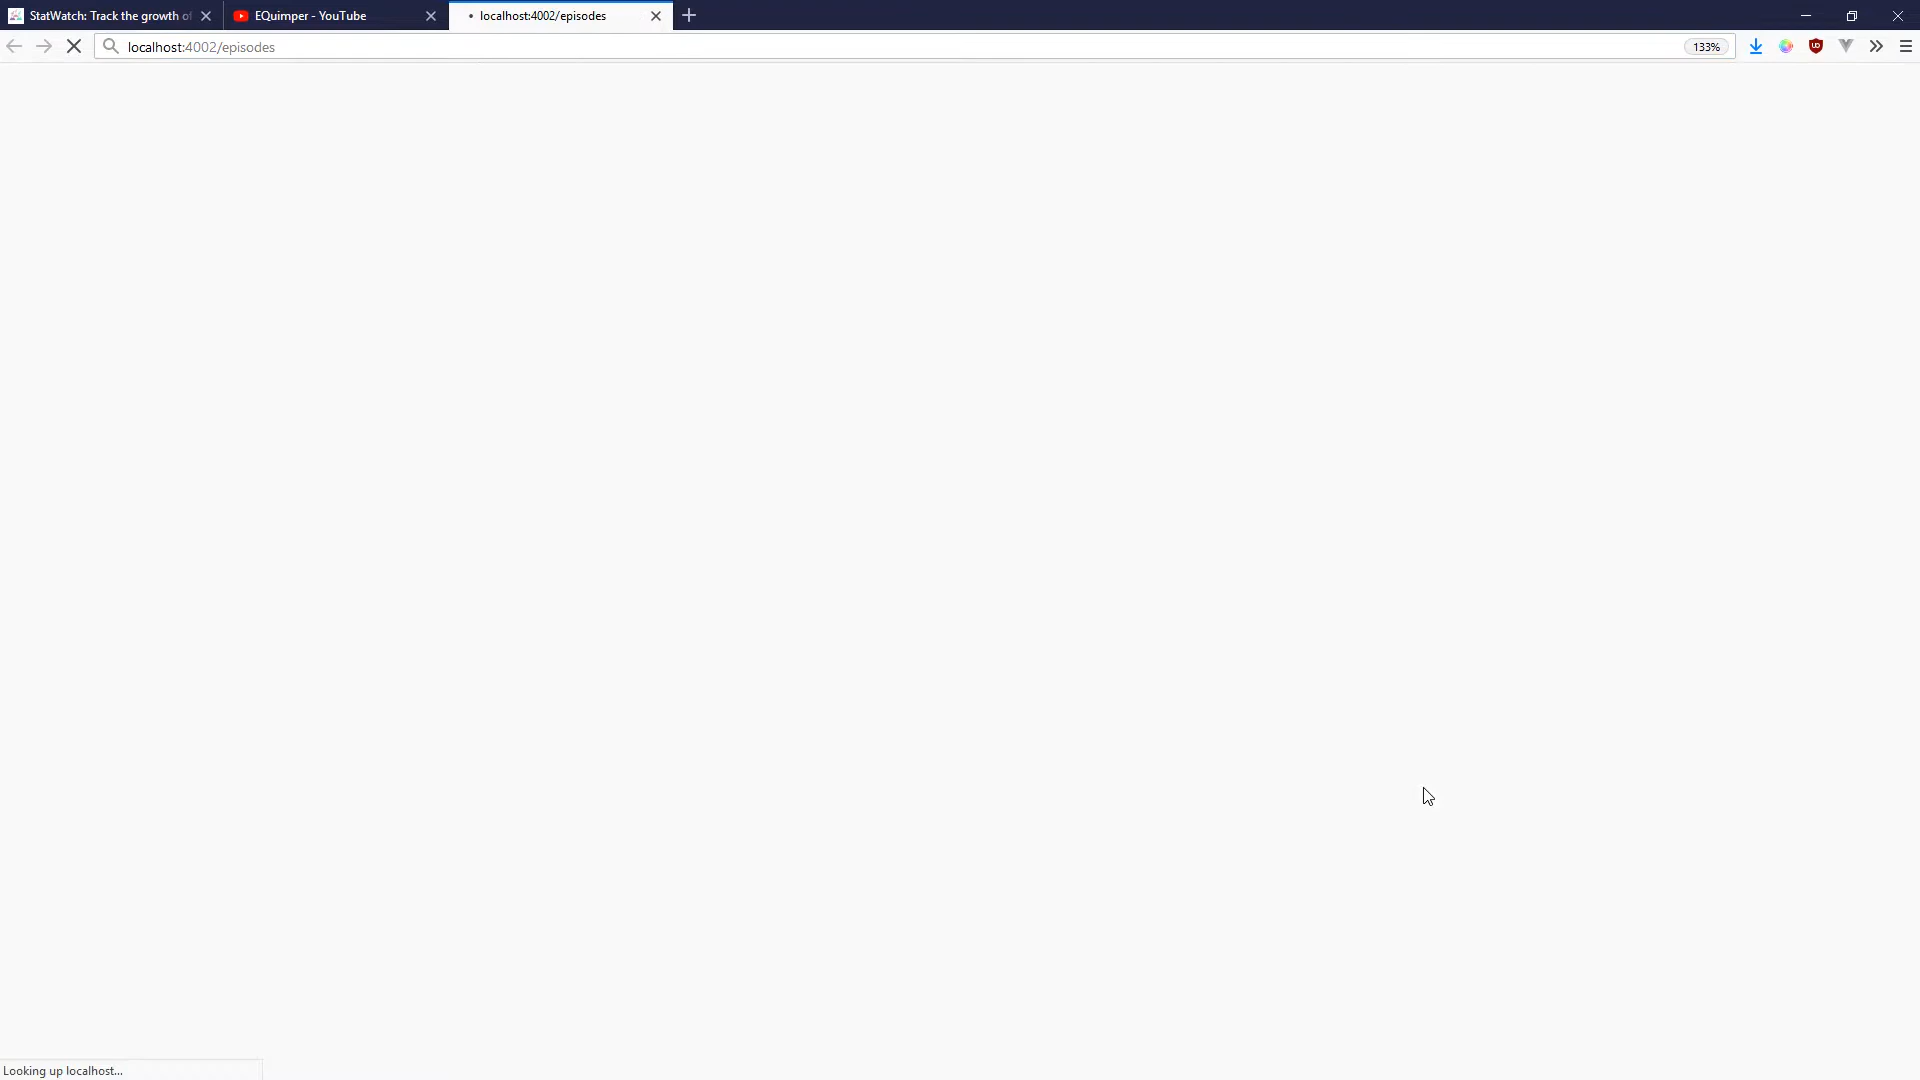 StatWatch: Track the growth of
EQuimper - YouTube
localhost:4002/episodes
localhost:4002/episodes
133%
Looking up localhost...